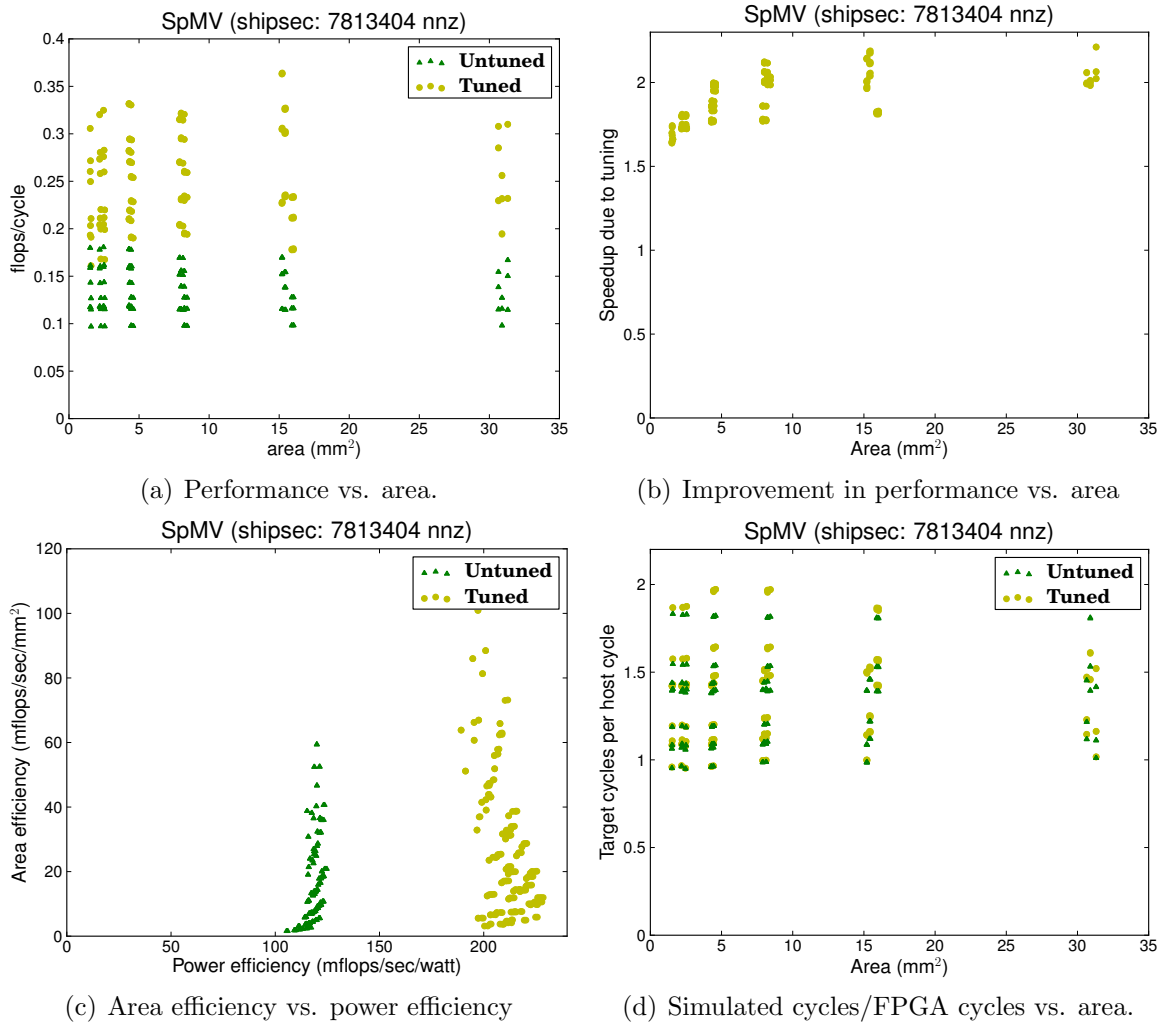 SpMV (shipsec: 7813404 nnz)
0.4
0.35
0.3
0.25
0.2
0.15
0.1
0.05
0
flops/cycle
Untuned
Tuned
0 5 10 15 20 25 30 35
area (mm²)
(a) Performance vs. area.
SpMV (shipsec: 7813404 nnz)
2
1.5
1
0.5
0
Speedup due to tuning
0 5 10 15 20 25 30 35
Area (mm²)
(b) Improvement in performance vs. area
SpMV (shipsec: 7813404 nnz)
120
100
80
60
40
20
0
Area efficiency (mflops/sec/mm²)
Untuned
Tuned
0 50 100 150 200
Power efficiency (mflops/sec/watt)
(c) Area efficiency vs. power efficiency
SpMV (shipsec: 7813404 nnz)
2
1.5
1
0.5
0
Target cycles per host cycle
Untuned
Tuned
0 5 10 15 20 25 30 35
Area (mm²)
(d) Simulated cycles/FPGA cycles vs. area.